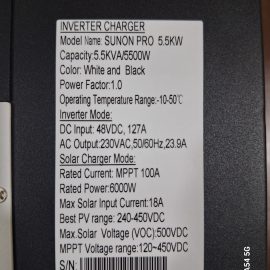 INVERTER CHARGER
Model Name: SUNON PRO 5.5KW
Capacity:5.5KVA/5500W
Color: White and Black
Power Factor:1.0
Operating Temperature Range:-10-50℃
Inverter Mode:
DC Input: 48VDC, 127A
AC Output:230VAC,50/60Hz,23.9A
Solar Charger Mode:
Rated Current: MPPT 100A
Rated Power:6000W
Max Solar Input Current:18A
Best PV range: 240-450VDC
Max.Solar Voltage (VOC):500VDC
MPPT Voltage range:120~450VDC
S/N:
A54 | 5G